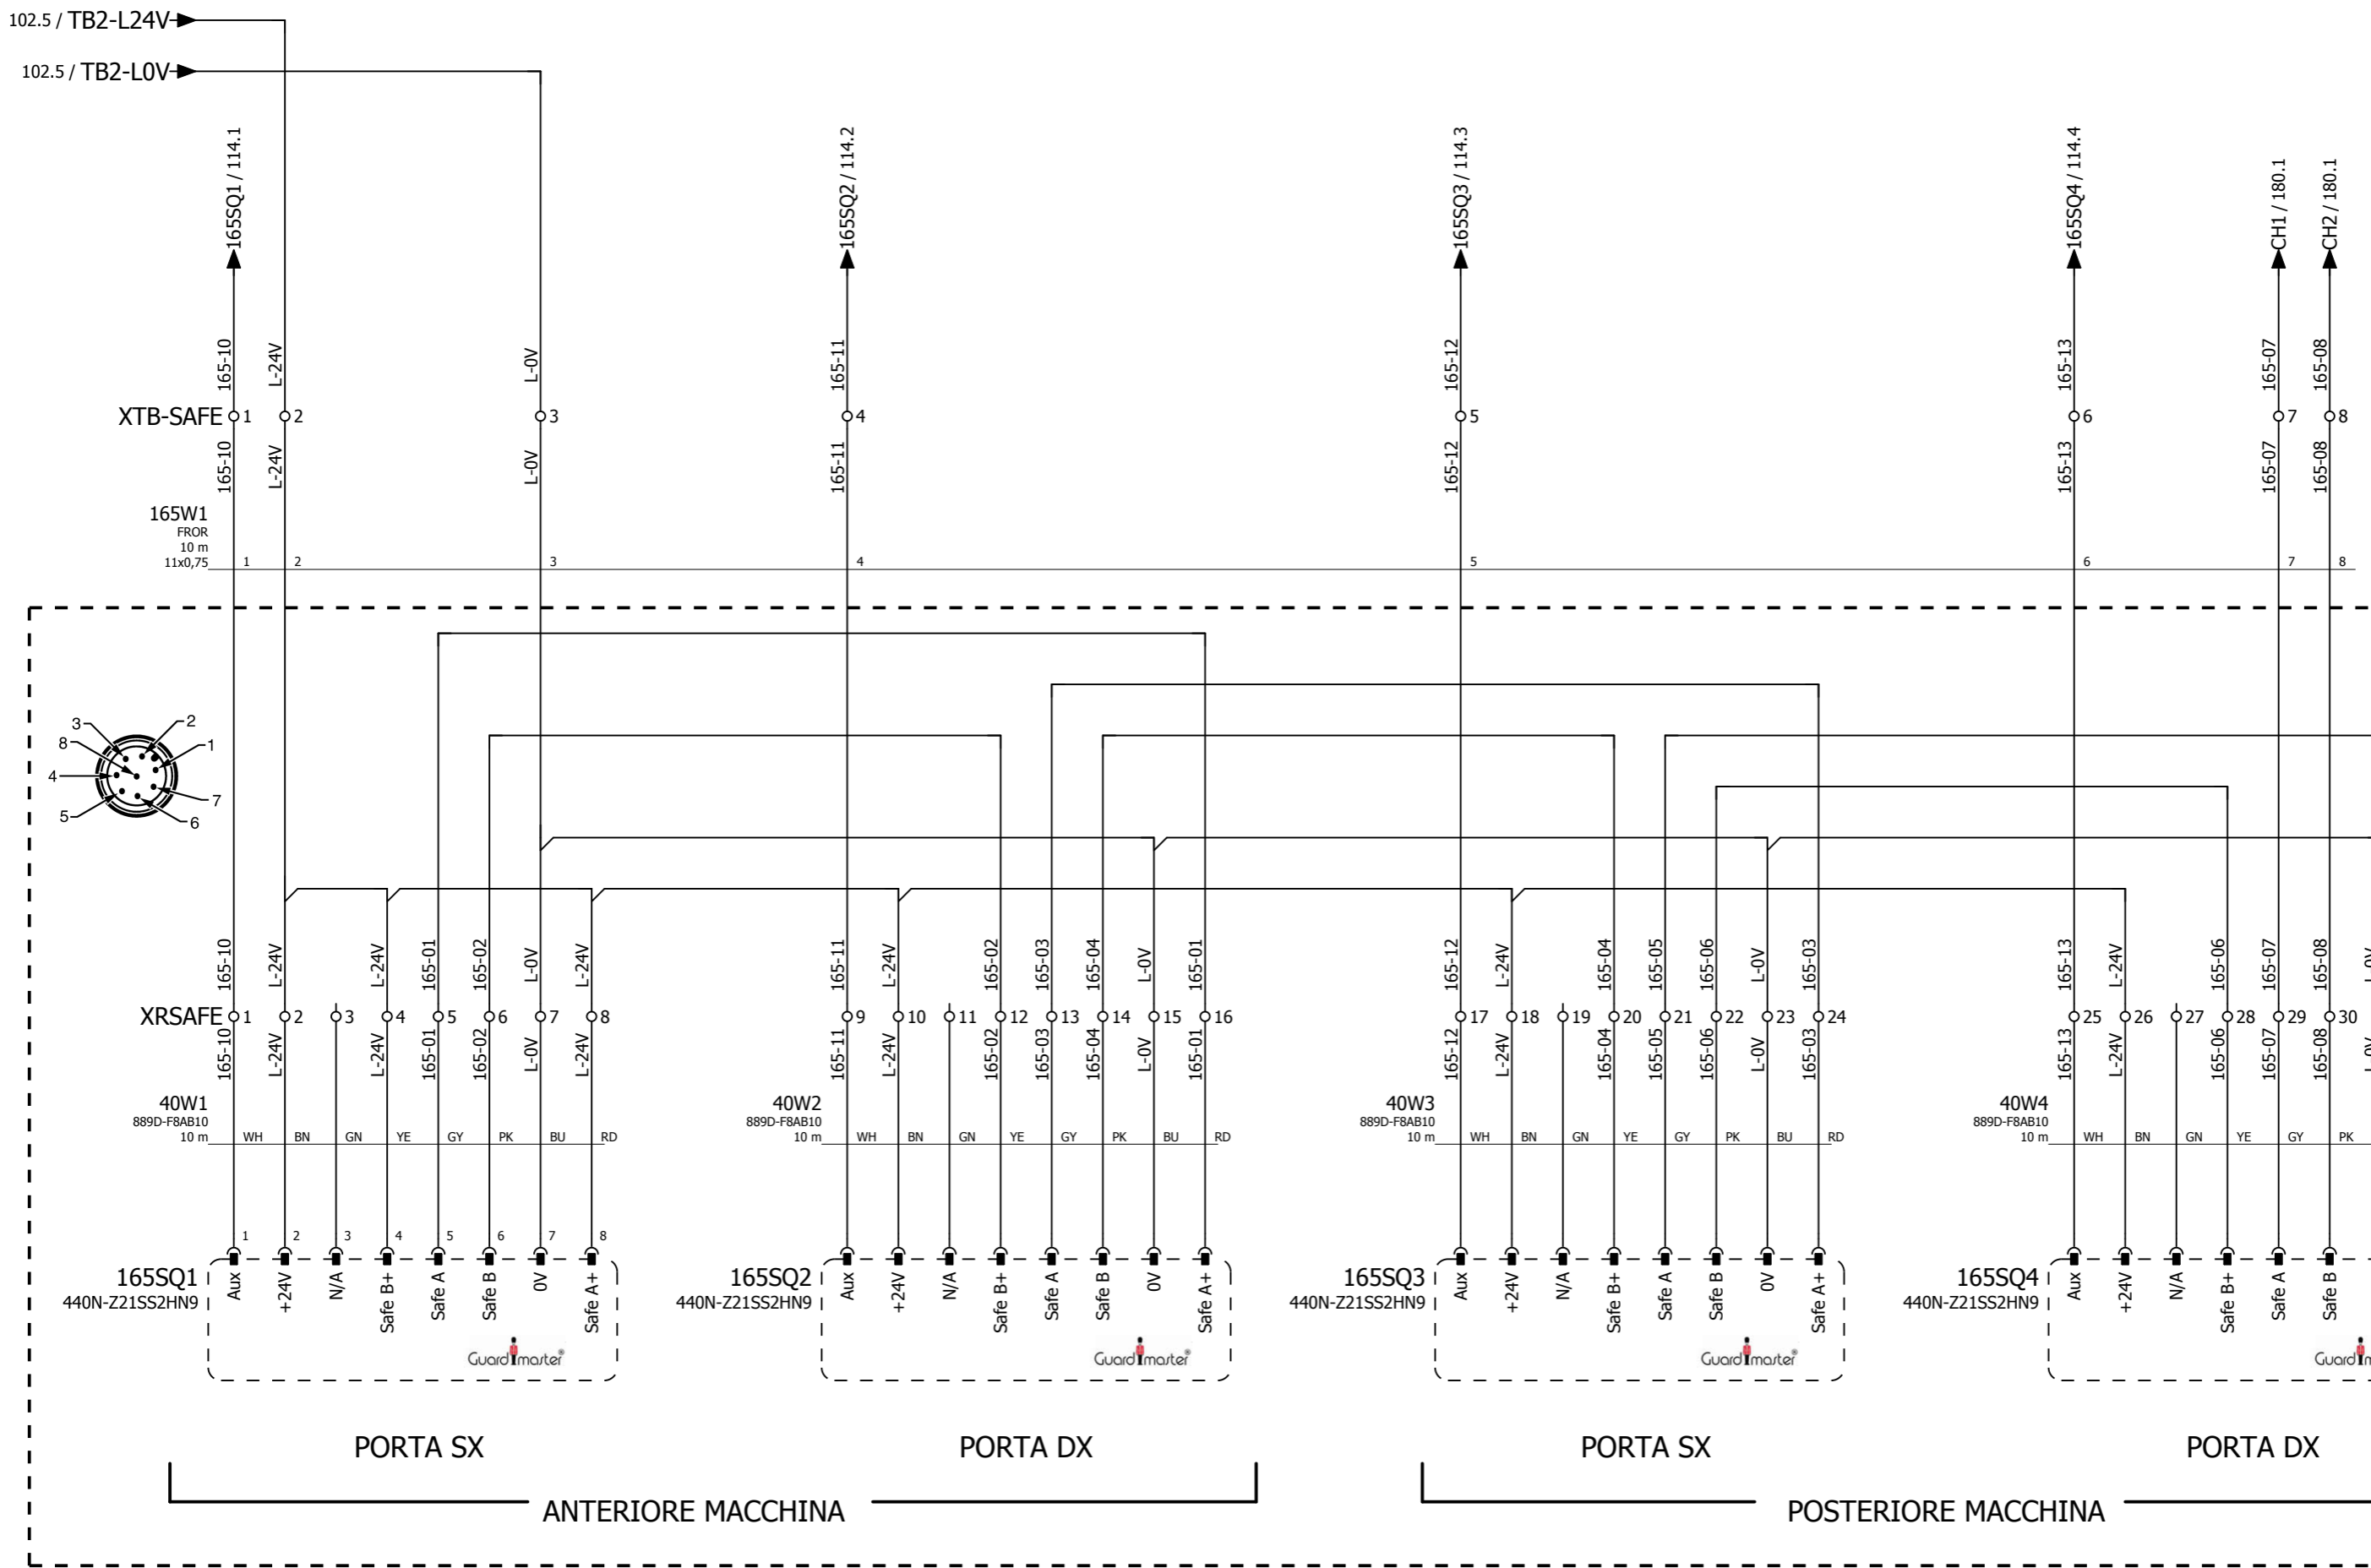 102.5 / TB2-L24V
102.5 / TB2-L0V
165SQ1 / 114.1
165SQ2 / 114.2
165SQ3 / 114.3
165SQ4 / 114.4
CH1 / 180.1
CH2 / 180.1
165-10 L-24V L-0V 165-11 165-12 165-13 165-07 165-08
XTB-SAFE 1 2 3 4 5 6 7 8
165-10 L-24V L-0V 165-11 165-12 165-13 165-07 165-08
165W1
FROR
10 m
11x0,75 1 2 3 4 5 6 7 8
3 2
8 1
4
5 7
6
165-10 L-24V L-24V 165-01 165-02 L-0V L-24V 165-11 L-24V 165-02 165-03 165-04 L-0V 165-01 165-12 L-24V 165-04 165-05 165-06 L-0V 165-03 165-13 L-24V 165-06 165-07 165-08 L-0V
XRSAFE 1 2 3 4 5 6 7 8 9 10 11 12 13 14 15 16 17 18 19 20 21 22 23 24 25 26 27 28 29 30
165-10 L-24V L-24V 165-01 165-02 L-0V L-24V 165-11 L-24V 165-02 165-03 165-04 L-0V 165-01 165-12 L-24V 165-04 165-05 165-06 L-0V 165-03 165-13 L-24V 165-06 165-07 165-08 L-0V
40W1 40W2 40W3 40W4
889D-F8AB10 889D-F8AB10 889D-F8AB10 889D-F8AB10
10 m WH BN GN YE GY PK BU RD 10 m WH BN GN YE GY PK BU RD 10 m WH BN GN YE GY PK BU RD 10 m WH BN GN YE GY PK
1 2 3 4 5 6 7 8
165SQ1 165SQ2 165SQ3 165SQ4
440N-Z21SS2HN9 440N-Z21SS2HN9 440N-Z21SS2HN9 440N-Z21SS2HN9
Aux +24V N/A Safe B+ Safe A Safe B 0V Safe A+ Aux +24V N/A Safe B+ Safe A Safe B 0V Safe A+ Aux +24V N/A Safe B+ Safe A Safe B 0V Safe A+ Aux +24V N/A Safe B+ Safe A Safe B
Guardmaster® Guardmaster® Guardmaster® Guard
PORTA SX PORTA DX PORTA SX PORTA DX
ANTERIORE MACCHINA POSTERIORE MACCHINA